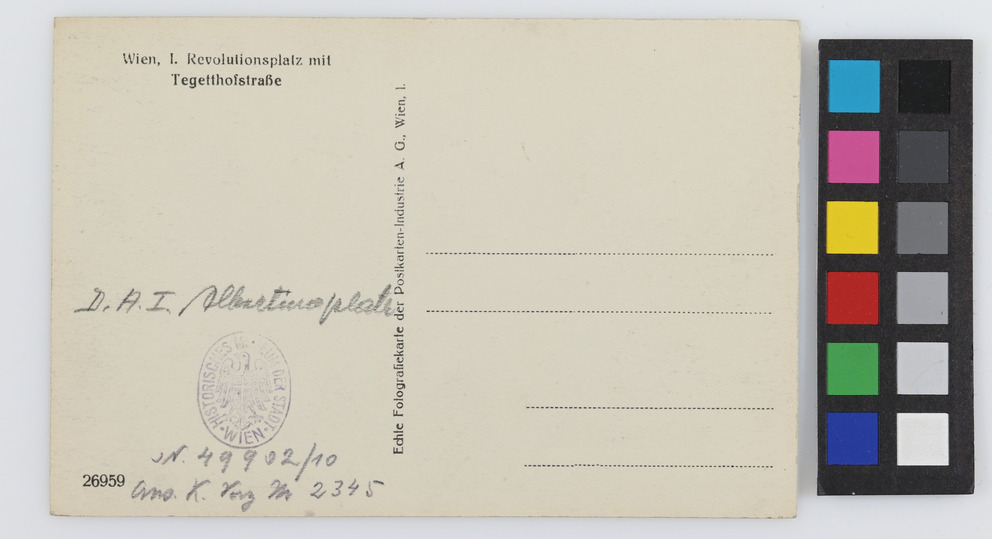 Wien, I. Revolutionsplatz mit
Tegetthofstraße
Echte Fotografiekarte der Postkarten-Industrie A. G., Wien, I.
D. A. I. Albertinaplatz
HISTORISCHES MUSEUM DER STADT
WIEN
N. 49902/10
26959
Ans. K. Verz Nr 2345